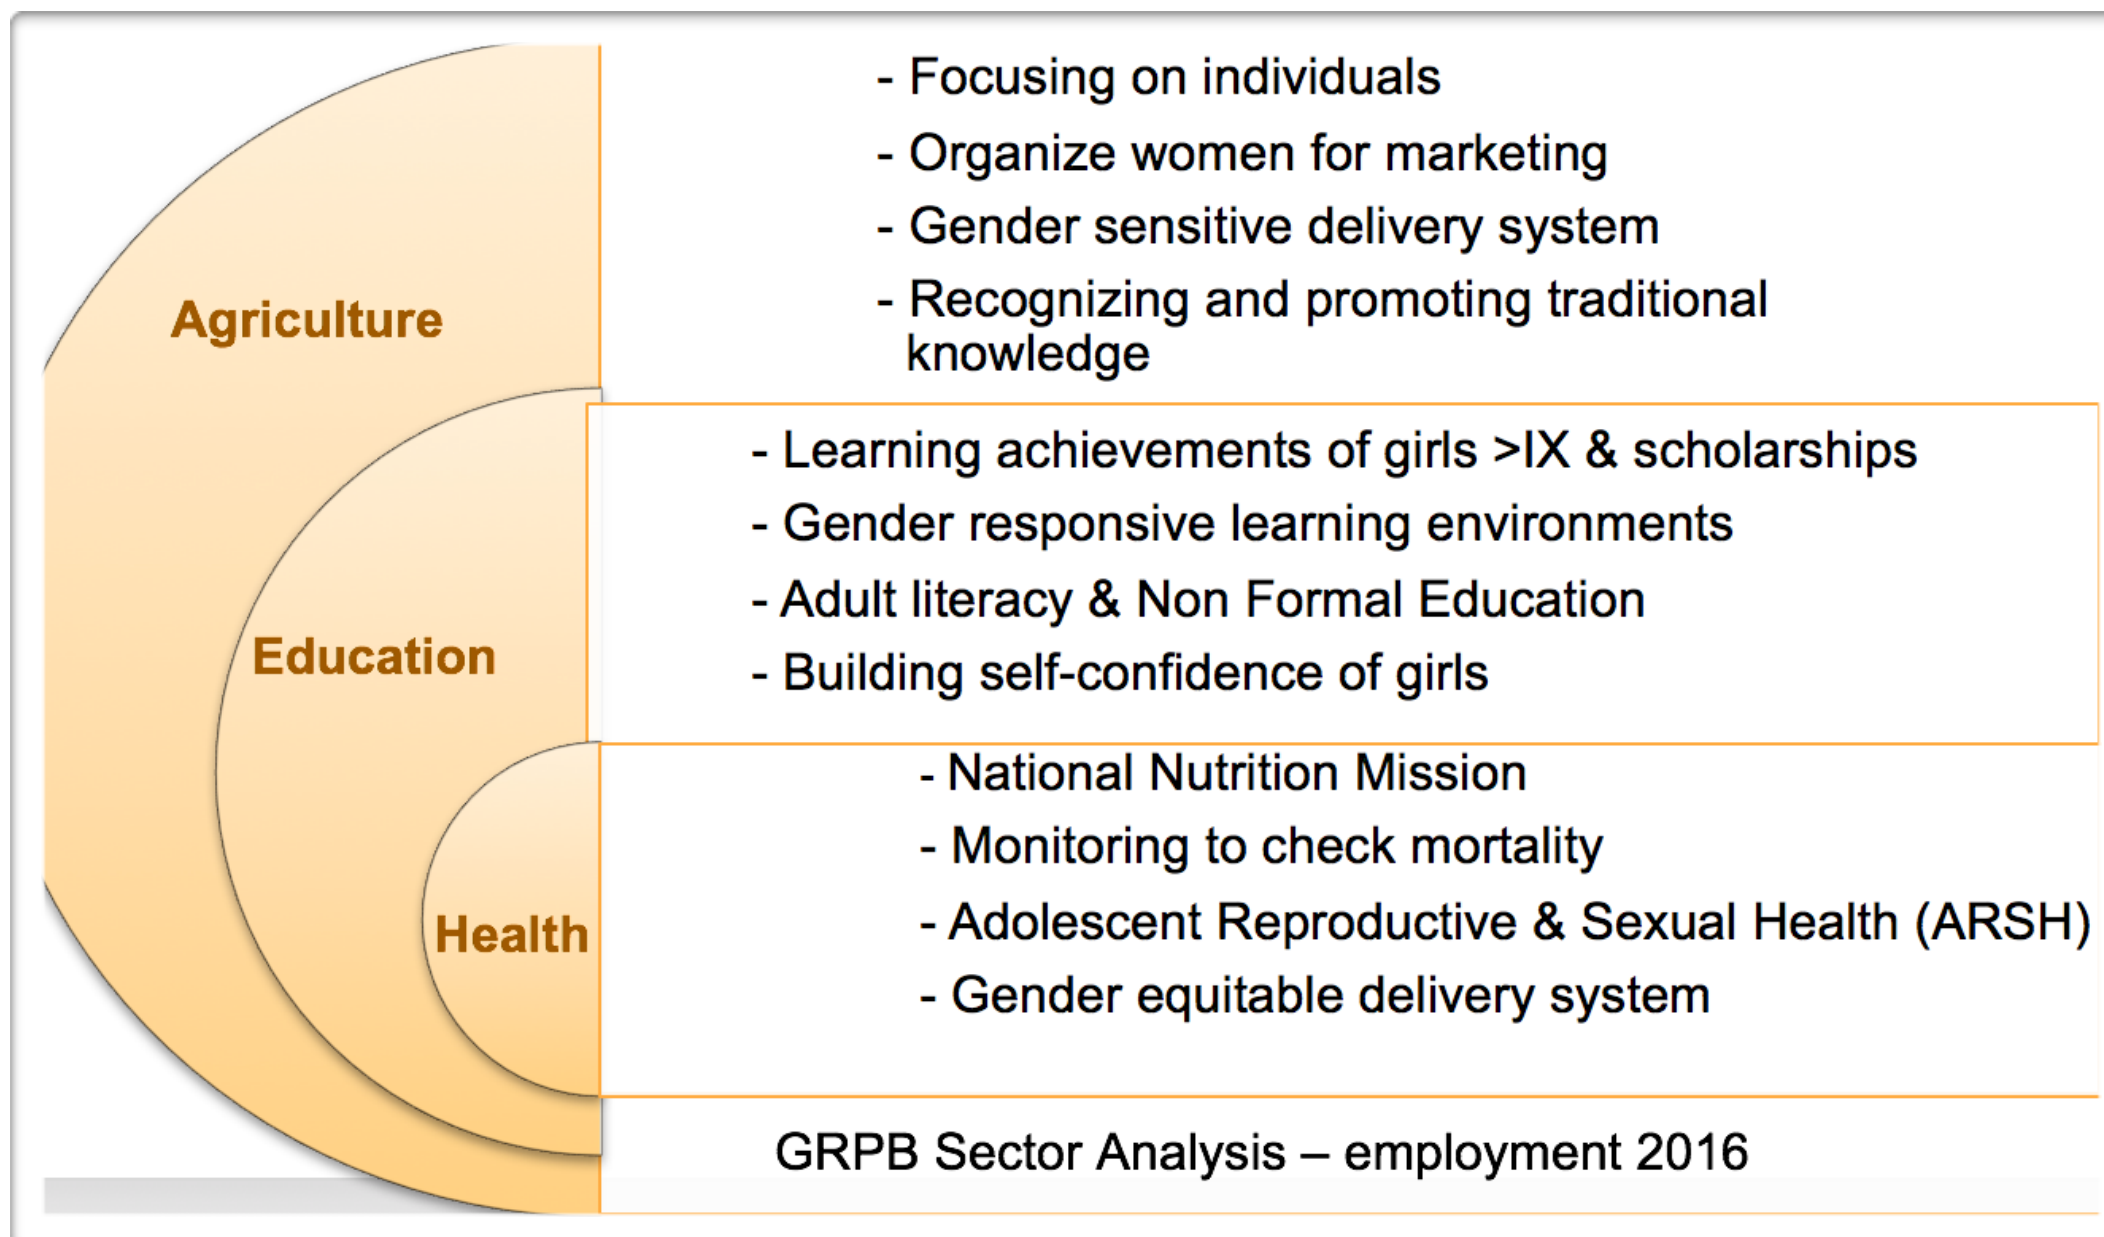 Agriculture
- Focusing on individuals
- Organize women for marketing
- Gender sensitive delivery system
- Recognizing and promoting traditional
knowledge
Education
- Learning achievements of girls >IX & scholarships
- Gender responsive learning environments
- Adult literacy & Non Formal Education
- Building self-confidence of girls
Health
- National Nutrition Mission
- Monitoring to check mortality
- Adolescent Reproductive & Sexual Health (ARSH)
- Gender equitable delivery system
GRPB Sector Analysis – employment 2016